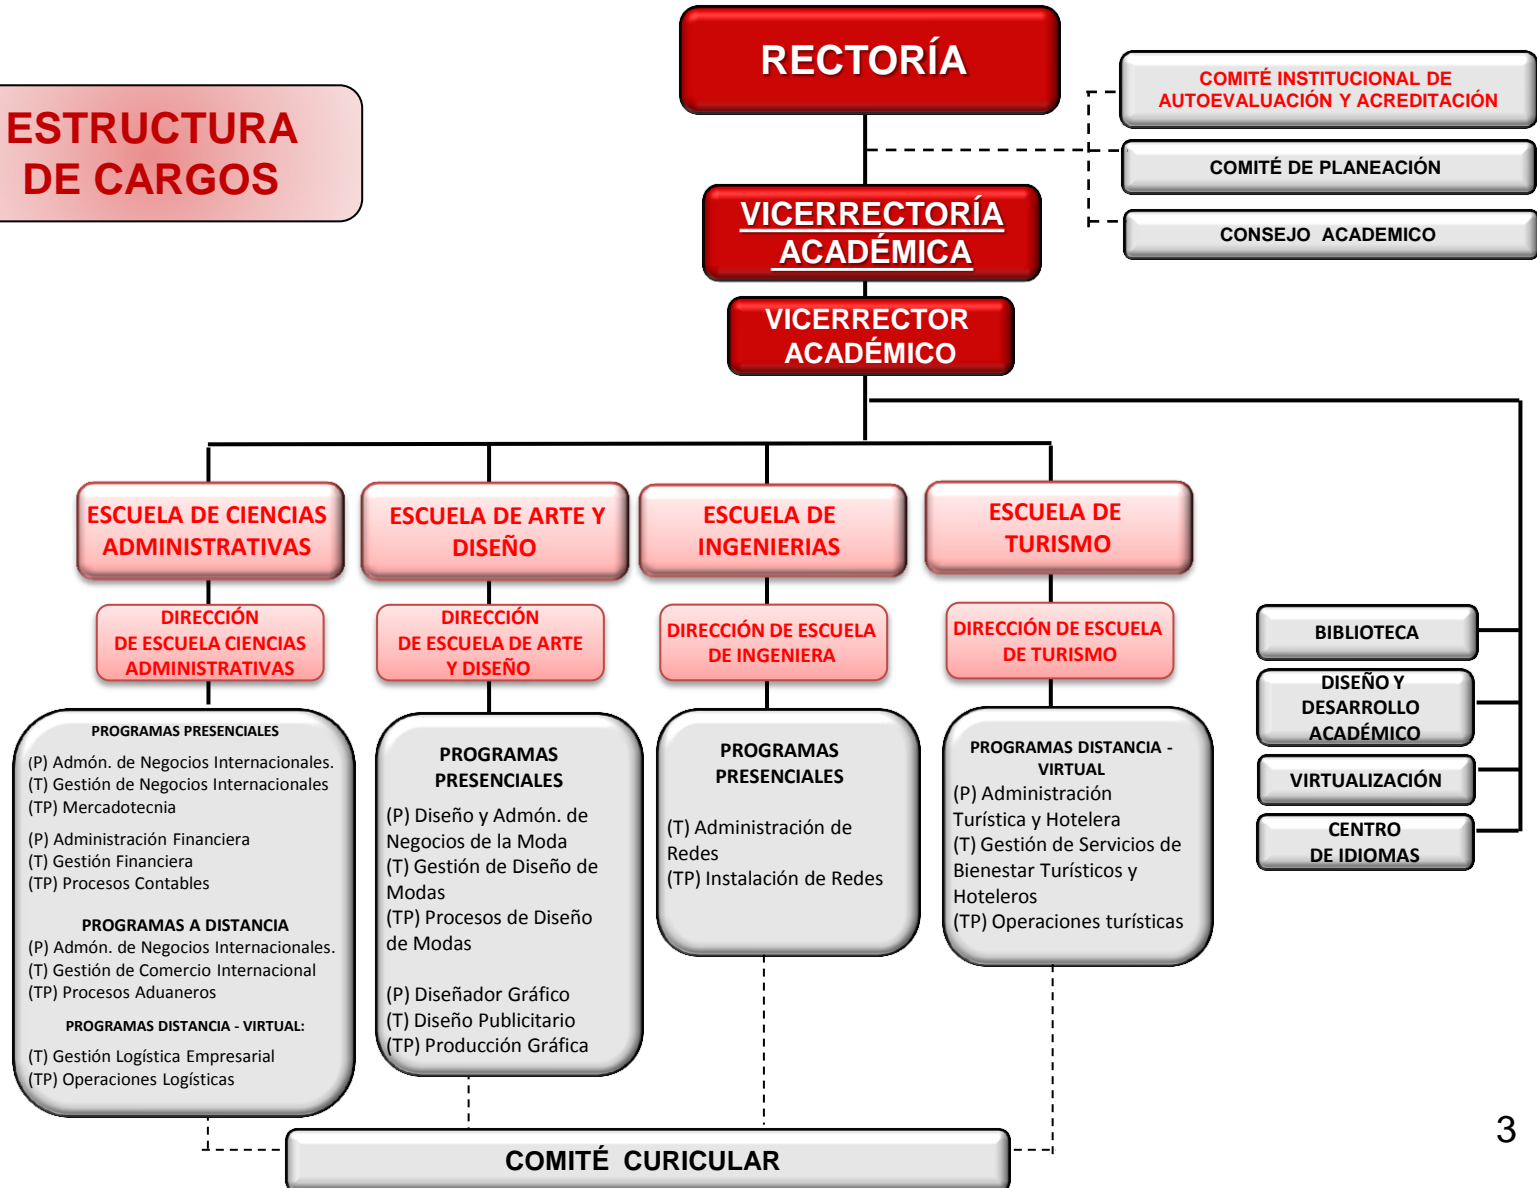 RECTORÍA
COMITÉ INSTITUCIONAL DE
AUTOEVALUACIÓN Y ACREDITACIÓN
ESTRUCTURA
DE CARGOS
COMITÉ DE PLANEACIÓN
VICERRECTORÍA
ACADÉMICA
CONSEJO ACADEMICO
VICERRECTOR
ACADÉMICO
ESCUELA DE CIENCIAS
ADMINISTRATIVAS
ESCUELA DE ARTE Y
DISEÑO
ESCUELA DE
INGENIERIAS
ESCUELA DE
TURISMO
DIRECCIÓN
DE ESCUELA CIENCIAS
ADMINISTRATIVAS
DIRECCIÓN
DE ESCUELA DE ARTE
Y DISEÑO
DIRECCIÓN DE ESCUELA
DE INGENIERA
DIRECCIÓN DE ESCUELA
DE TURISMO
BIBLIOTECA
DISEÑO Y
DESARROLLO
ACADÉMICO
VIRTUALIZACIÓN
CENTRO
DE IDIOMAS
PROGRAMAS PRESENCIALES
(P) Admón. de Negocios Internacionales.
(T) Gestión de Negocios Internacionales
(TP) Mercadotecnia
(P) Administración Financiera
(T) Gestión Financiera
(TP) Procesos Contables
PROGRAMAS A DISTANCIA
(P) Admón. de Negocios Internacionales.
(T) Gestión de Comercio Internacional
(TP) Procesos Aduaneros
PROGRAMAS DISTANCIA - VIRTUAL:
(T) Gestión Logística Empresarial
(TP) Operaciones Logísticas
PROGRAMAS
PRESENCIALES
(P) Diseño y Admón. de
Negocios de la Moda
(T) Gestión de Diseño de
Modas
(TP) Procesos de Diseño
de Modas
(P) Diseñador Gráfico
(T) Diseño Publicitario
(TP) Producción Gráfica
PROGRAMAS
PRESENCIALES
(T) Administración de
Redes
(TP) Instalación de Redes
PROGRAMAS DISTANCIA -
VIRTUAL
(P) Administración
Turística y Hotelera
(T) Gestión de Servicios de
Bienestar Turísticos y
Hoteleros
(TP) Operaciones turísticas
COMITÉ CURICULAR
3